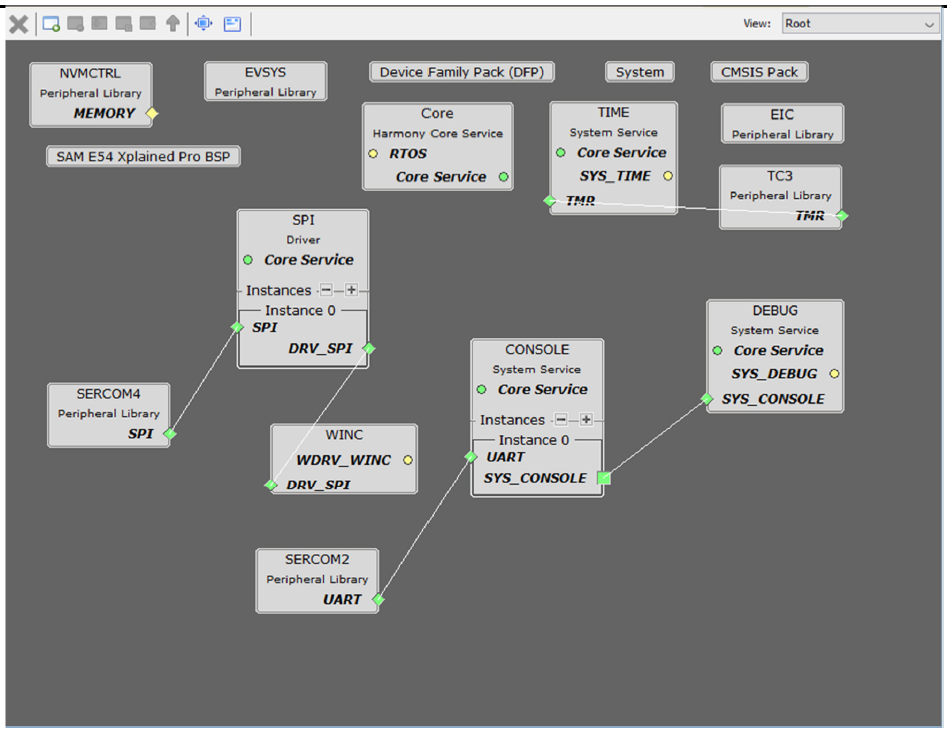 View: Root
NVMCTRL
Peripheral Library
MEMORY
EVSYS
Peripheral Library
Device Family Pack (DFP)
System
CMSIS Pack
SAM E54 Xplained Pro BSP
Core
Harmony Core Service
RTOS
Core Service
TIME
System Service
Core Service
SYS_TIME
TMR
EIC
Peripheral Library
TC3
Peripheral Library
TMR
SPI
Driver
Core Service
Instances
Instance 0
SPI
DRV_SPI
SERCOM4
Peripheral Library
SPI
WINC
WDRV_WINC
DRV_SPI
CONSOLE
System Service
Core Service
Instances
Instance 0
UART
SYS_CONSOLE
DEBUG
System Service
Core Service
SYS_DEBUG
SYS_CONSOLE
SERCOM2
Peripheral Library
UART